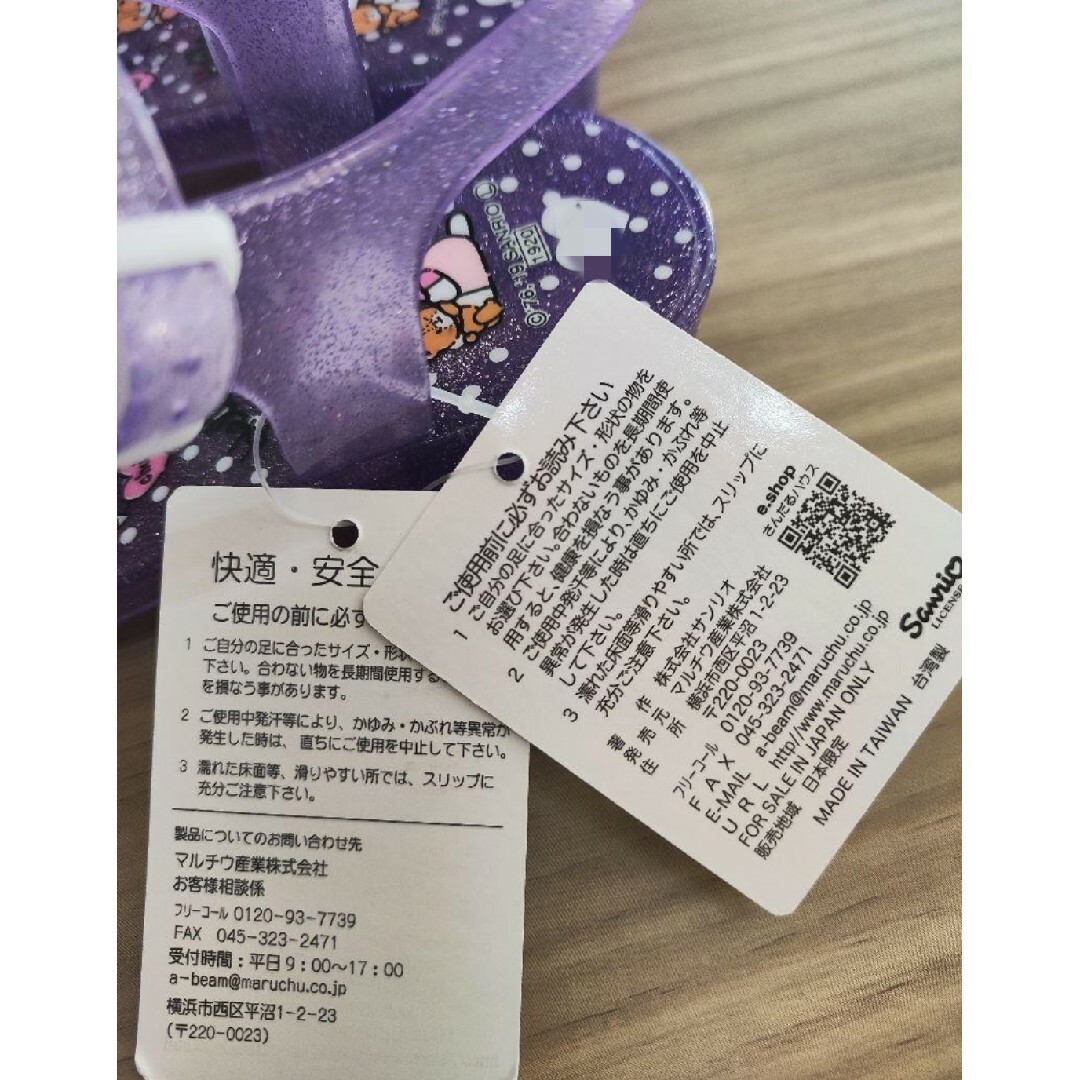 © '76, '19 SANRIO Ⓛ
1920
快適・安全
ご使用の前に必ず
1 ご自分の足に合ったサイズ・形状
下さい。合わない物を長期間使用する
を損なう事があります。
2 ご使用中発汗等により、かゆみ・かぶれ等異常が
発生した時は、直ちにご使用を中止して下さい。
3 濡れた床面等、滑りやすい所では、スリップに
充分ご注意下さい。
製品についてのお問い合わせ先
マルチウ産業株式会社
お客様相談係
フリーコール 0120-93-7739
FAX 045-323-2471
受付時間：平日9：00〜17：00
a-beam@maruchu.co.jp
横浜市西区平沼1-2-23
(〒220-0023)
ご使用前に必ずお読み下さい
1 ご自分の足に合ったサイズ・形状の物を
お選び下さい。合わないものを長期間使
用すると、健康を損なう事があります。
2 ご使用中発汗等により、かゆみ・かぶれ等
異常が発生した時は直ちにご使用を中止
して下さい。
3 濡れた床面等滑りやすい所では、スリップに
充分ご注意下さい。
著作 株式会社サンリオ
発売元 マルチウ産業株式会社
住所 横浜市西区平沼1-2-23
〒220-0023
フリーコール 0120-93-7739
FAX 045-323-2471
E-MAIL a-beam@maruchu.co.jp
URL http//www.maruchu.co.jp
FOR SALE IN JAPAN ONLY
販売地域 日本限定
MADE IN TAIWAN 台湾製
e.shop
さんだるハウス
Sanrio
LICENSE